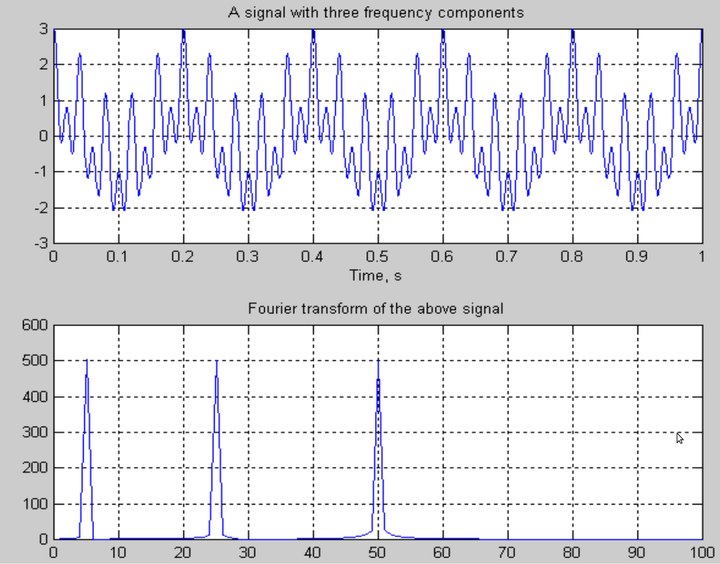 A signal with three frequency components
3
2
1
0
-1
-2
-3
0 0.1 0.2 0.3 0.4 0.5 0.6 0.7 0.8 0.9 1
Time, s
Fourier transform of the above signal
600
500
400
300
200
100
0
0 10 20 30 40 50 60 70 80 90 100